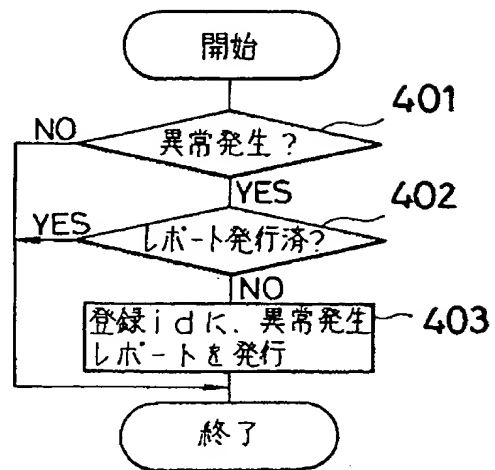 開始
401
NO
異常発生?
YES
402
YES
レポート発行済?
NO
登録idに、異常発生
レポートを発行
403
終了